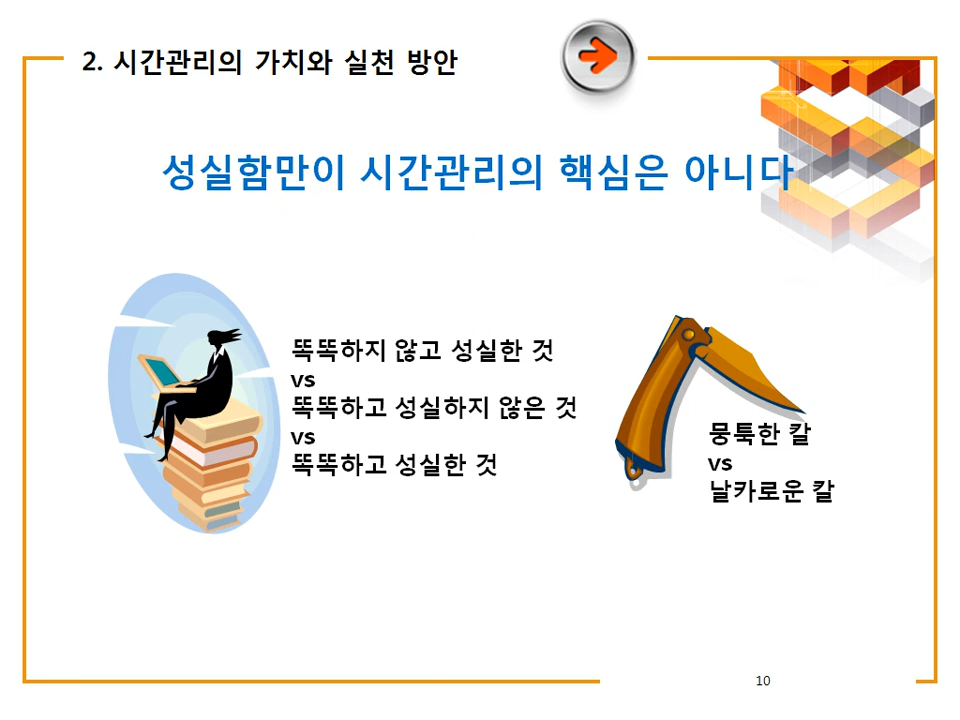 2. 시간관리의 가치와 실천 방안
성실함만이 시간관리의 핵심은 아니다
똑똑하지 않고 성실한 것
vs
똑똑하고 성실하지 않은 것
vs
똑똑하고 성실한 것
뭉툭한 칼
vs
날카로운 칼
10